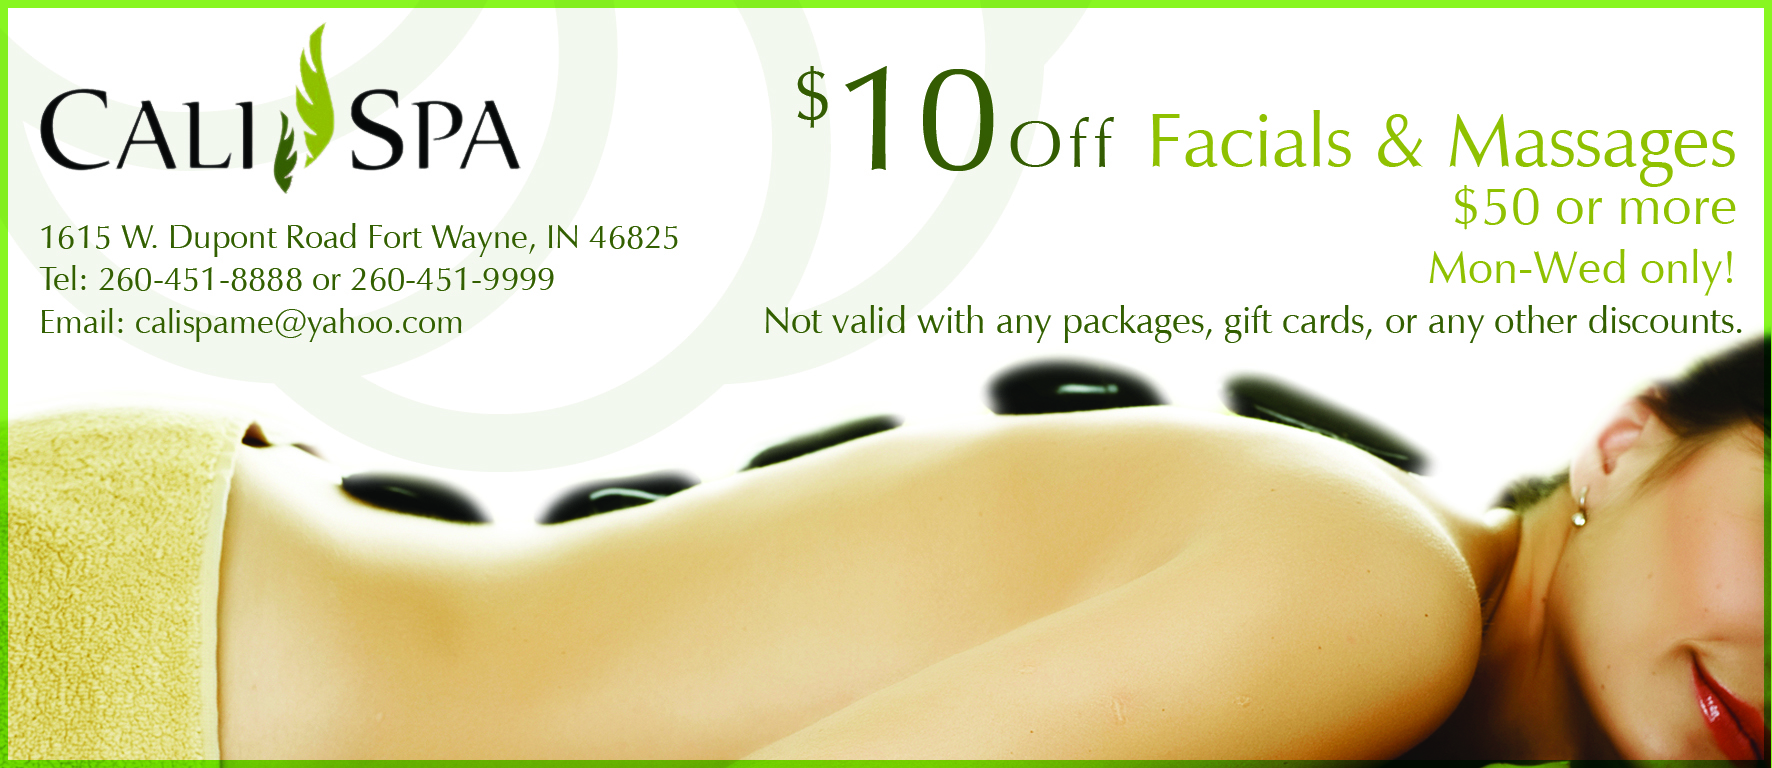 CALI SPA
1615 W. Dupont Road Fort Wayne, IN 46825
Tel: 260-451-8888 or 260-451-9999
Email: calispame@yahoo.com
$10 Off Facials & Massages
$50 or more
Mon-Wed only!
Not valid with any packages, gift cards, or any other discounts.